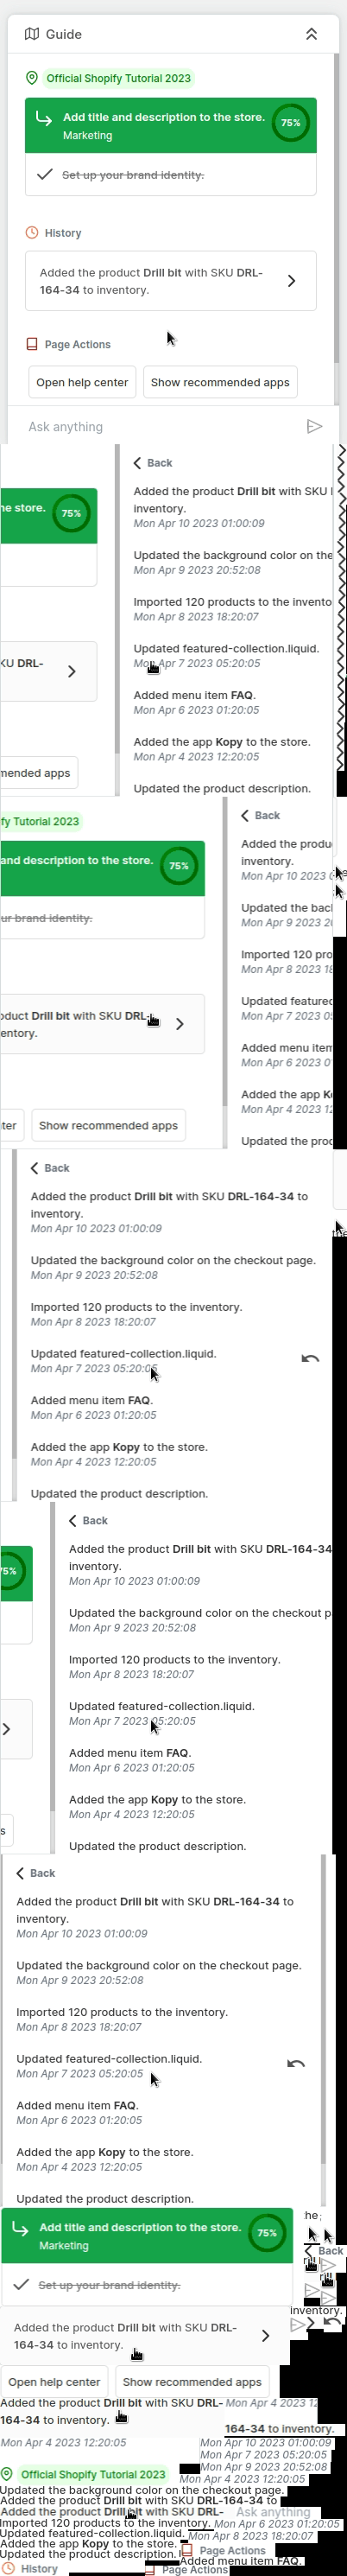 Guide
Official Shopify Tutorial 2023
Add title and description to the store.
75%
Marketing
Set up your brand identity.
History
Added the product Drill bit with SKU DRL-
164-34 to inventory.
Page Actions
Open help center
Show recommended apps
Ask anything
Back
Added the product Drill bit with SKU
inventory.
Mon Apr 10 2023 01:00:09
he store.
75%
Updated the background color on the
Mon Apr 9 2023 20:52:08
Imported 120 products to the invento
Mon Apr 8 2023 18:20:07
Updated featured-collection.liquid.
KU DRL-
Mon Apr 7 2023 05:20:05
Added menu item FAQ.
Mon Apr 6 2023 01:20:05
Added the app Kopy to the store.
Mon Apr 4 2023 12:20:05
mended apps
Updated the product description.
Back
fy Tutorial 2023
Added the produ
inventory.
and description to the store.
75%
Mon Apr 10 2023
Updated the bac
ur brand identity.
Mon Apr 9 2023 2
Imported 120 pro
Mon Apr 8 2023 18
Updated featured
oduct Drill bit with SKU DRL-
Mon Apr 7 2023 0
entory.
Added menu item
Mon Apr 6 2023 0
Added the app K
Mon Apr 4 2023 12
ter
Show recommended apps
Updated the prod
Back
Added the product Drill bit with SKU DRL-164-34 to
inventory.
Mon Apr 10 2023 01:00:09
Updated the background color on the checkout page.
Mon Apr 9 2023 20:52:08
Imported 120 products to the inventory.
Mon Apr 8 2023 18:20:07
Updated featured-collection.liquid.
Mon Apr 7 2023 05:20:05
Added menu item FAQ.
Mon Apr 6 2023 01:20:05
Added the app Kopy to the store.
Mon Apr 4 2023 12:20:05
Updated the product description.
Back
Added the product Drill bit with SKU DRL-164-34
inventory.
75%
Mon Apr 10 2023 01:00:09
Updated the background color on the checkout p
Mon Apr 9 2023 20:52:08
Imported 120 products to the inventory.
Mon Apr 8 2023 18:20:07
Updated featured-collection.liquid.
Mon Apr 7 2023 05:20:05
Added menu item FAQ.
Mon Apr 6 2023 01:20:05
Added the app Kopy to the store.
Mon Apr 4 2023 12:20:05
s
Updated the product description.
Back
Added the product Drill bit with SKU DRL-164-34 to
inventory.
Mon Apr 10 2023 01:00:09
Updated the background color on the checkout page.
Mon Apr 9 2023 20:52:08
Imported 120 products to the inventory.
Mon Apr 8 2023 18:20:07
Updated featured-collection.liquid.
Mon Apr 7 2023 05:20:05
Added menu item FAQ.
Mon Apr 6 2023 01:20:05
Added the app Kopy to the store.
Mon Apr 4 2023 12:20:05
Updated the product description.
Add title and description to the store.
75%
Marketing
Back
Set up your brand identity.
inventory.
Added the product Drill bit with SKU DRL-
164-34 to inventory.
Open help center
Show recommended apps
Added the product Drill bit with SKU DRL-
Mon Apr 4 2023 12
164-34 to inventory.
164-34 to inventory.
Mon Apr 4 2023 12:20:05
Mon Apr 10 2023 01:00:09
Mon Apr 7 2023 05:20:05
Mon Apr 9 2023 20:52:08
Official Shopify Tutorial 2023
Mon Apr 4 2023 12:20:05
Updated the background color on the checkout page.
Added the product Drill bit with SKU DRL-164-34 to
Added the product Drill bit with SKU DRL-
Ask anything
Imported 120 products to the inventory.
Mon Apr 6 2023 01:20:05
Updated featured-collection.liquid.
Mon Apr 8 2023 18:20:07
Added the app Kopy to the store.
Updated the product description.
Page Actions
Added menu item FAQ.
History
Page Actions